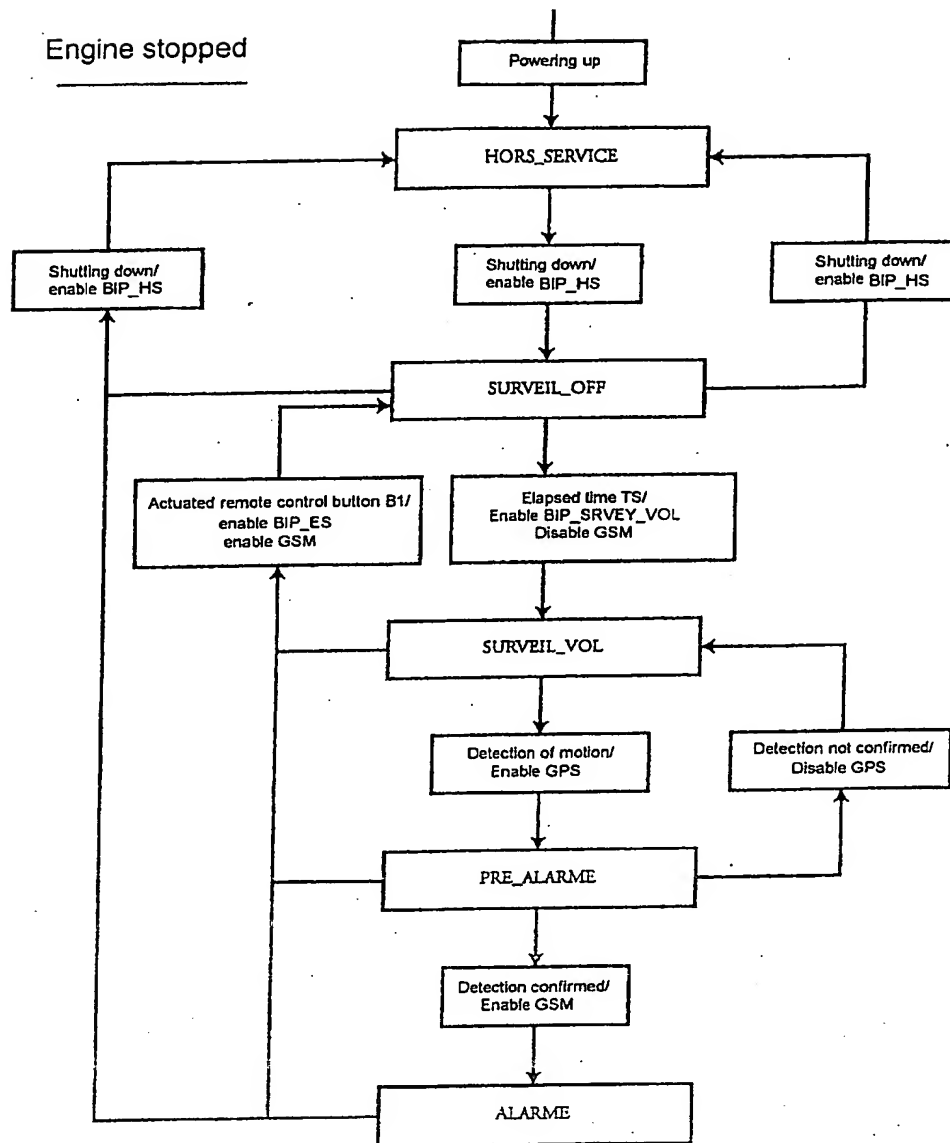 Engine stopped
Powering up
HORS_SERVICE
Shutting down/
enable BIP_HS
Shutting down/
enable BIP_HS
Shutting down/
enable BIP_HS
SURVEIL_OFF
Actuated remote control button B1/
enable BIP_ES
enable GSM
Elapsed time TS/
Enable BIP_SRVEY_VOL
Disable GSM
SURVEIL_VOL
Detection of motion/
Enable GPS
Detection not confirmed/
Disable GPS
PRE_ALARME
Detection confirmed/
Enable GSM
ALARME